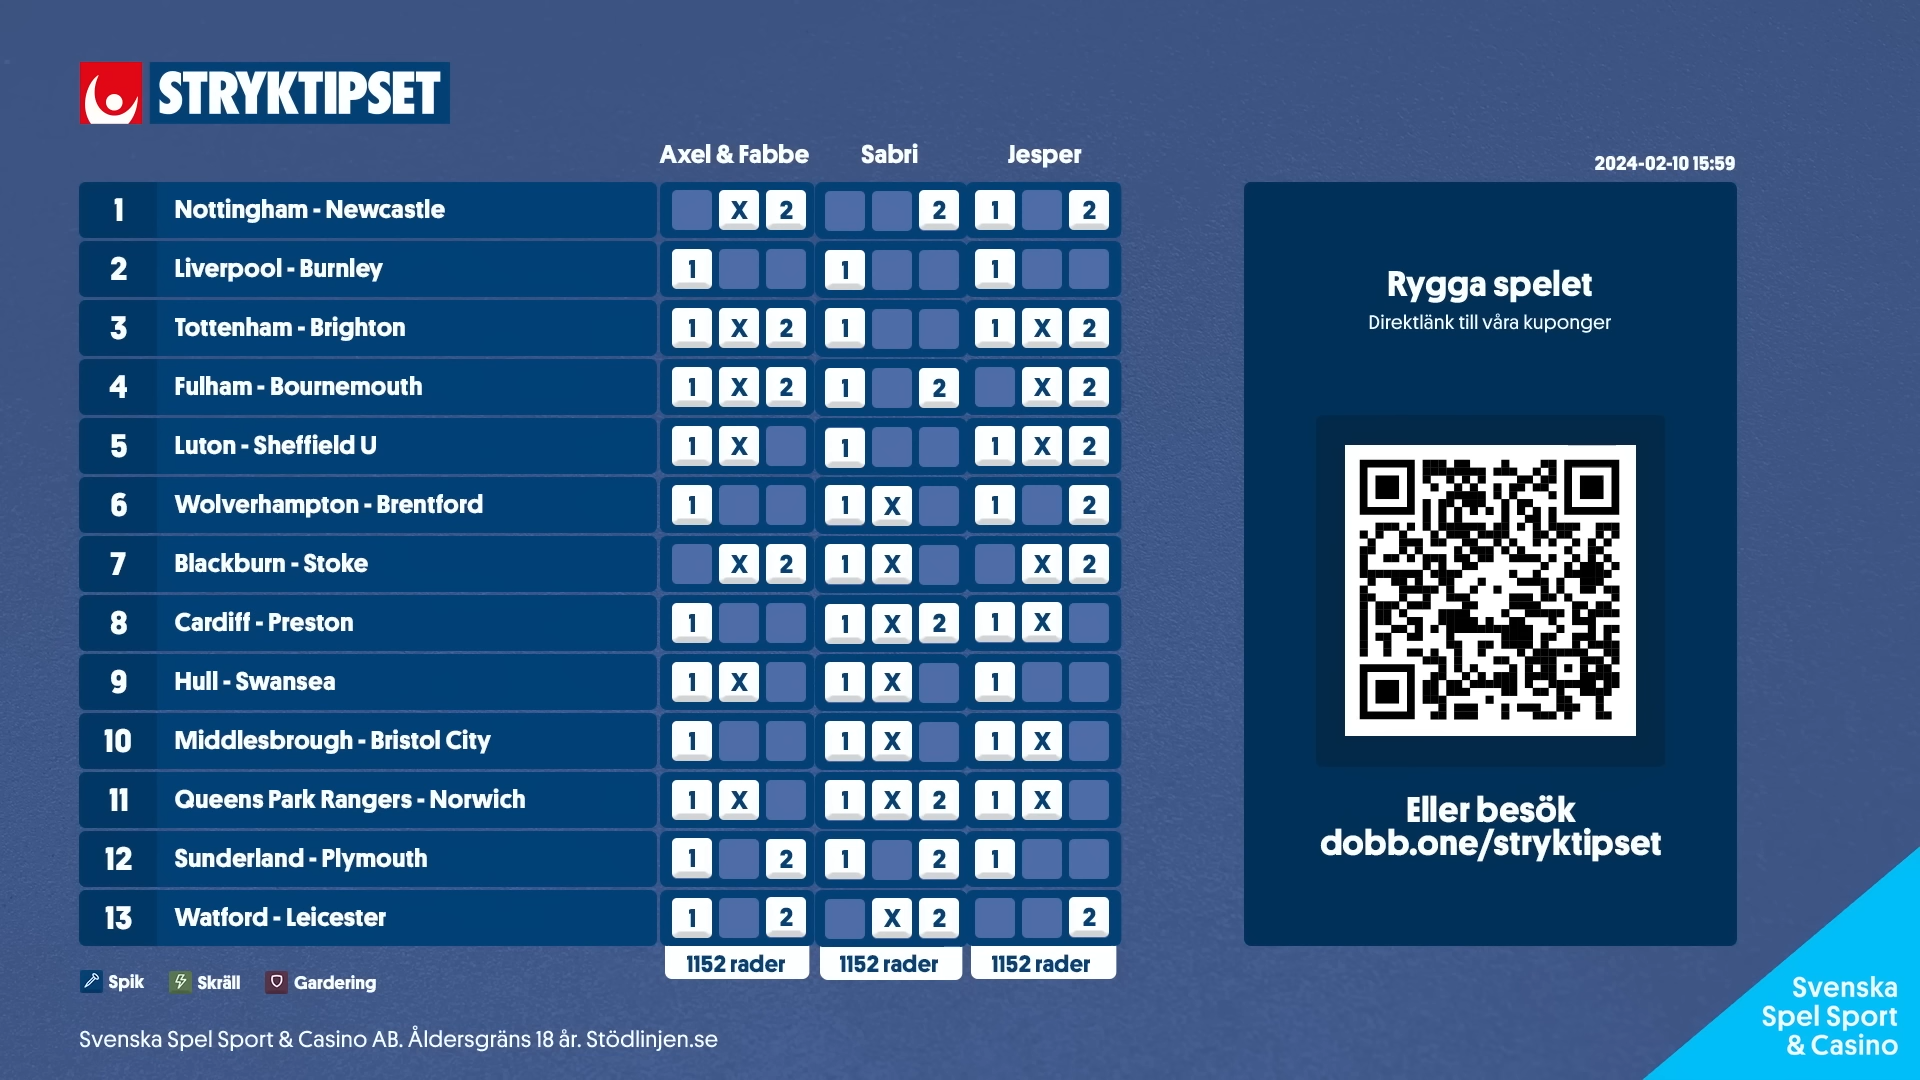 STRYKTIPSET
Axel & Fabbe Sabri Jesper
2024-02-10 15:59
1 Nottingham - Newcastle X 2 2 1 2
2 Liverpool - Burnley 1 1 1
3 Tottenham - Brighton 1 X 2 1 1 X 2
4 Fulham - Bournemouth 1 X 2 1 2 X 2
5 Luton - Sheffield U 1 X 1 1 X 2
6 Wolverhampton - Brentford 1 1 X 1 2
7 Blackburn - Stoke X 2 1 X X 2
8 Cardiff - Preston 1 1 X 2 1 X
9 Hull - Swansea 1 X 1 X 1
10 Middlesbrough - Bristol City 1 1 X 1 X
11 Queens Park Rangers - Norwich 1 X 1 X 2 1 X
12 Sunderland - Plymouth 1 2 1 2 1
13 Watford - Leicester 1 2 X 2 2
1152 rader 1152 rader 1152 rader
Spik Skräll Gardering
Svenska Spel Sport & Casino AB. Åldersgräns 18 år. Stödlinjen.se
Rygga spelet
Direktlänk till våra kuponger
Eller besök
dobb.one/stryktipset
Svenska
Spel Sport
& Casino